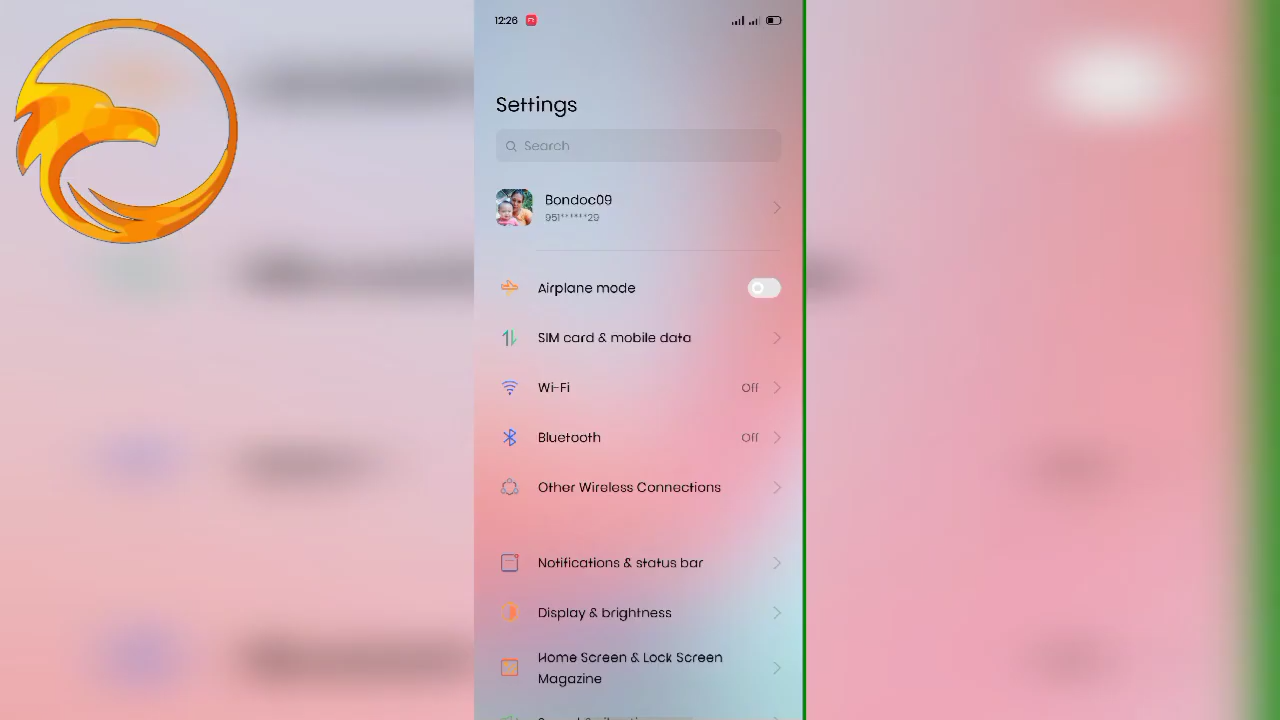 12:26
Settings
Search
Bondoc09
951******29
Airplane mode
SIM card & mobile data
Wi-Fi
Off
Bluetooth
Off
Other Wireless Connections
Notifications & status bar
Display & brightness
Home Screen & Lock Screen
Magazine